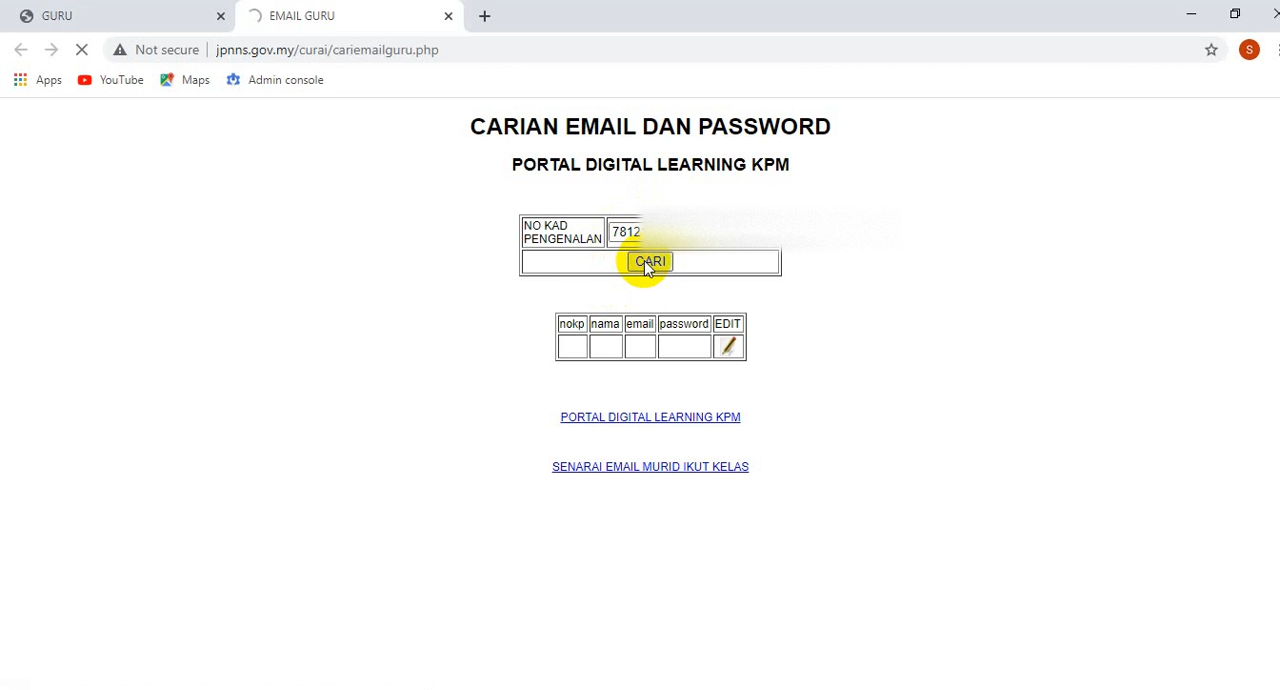 GURU
EMAIL GURU
Not secure
jpnns.gov.my/curai/cariemailguru.php
S
Apps
YouTube
Maps
Admin console
CARIAN EMAIL DAN PASSWORD
PORTAL DIGITAL LEARNING KPM
NO KAD
PENGENALAN
7812
CARI
nokp nama email password EDIT
PORTAL DIGITAL LEARNING KPM
SENARAI EMAIL MURID IKUT KELAS